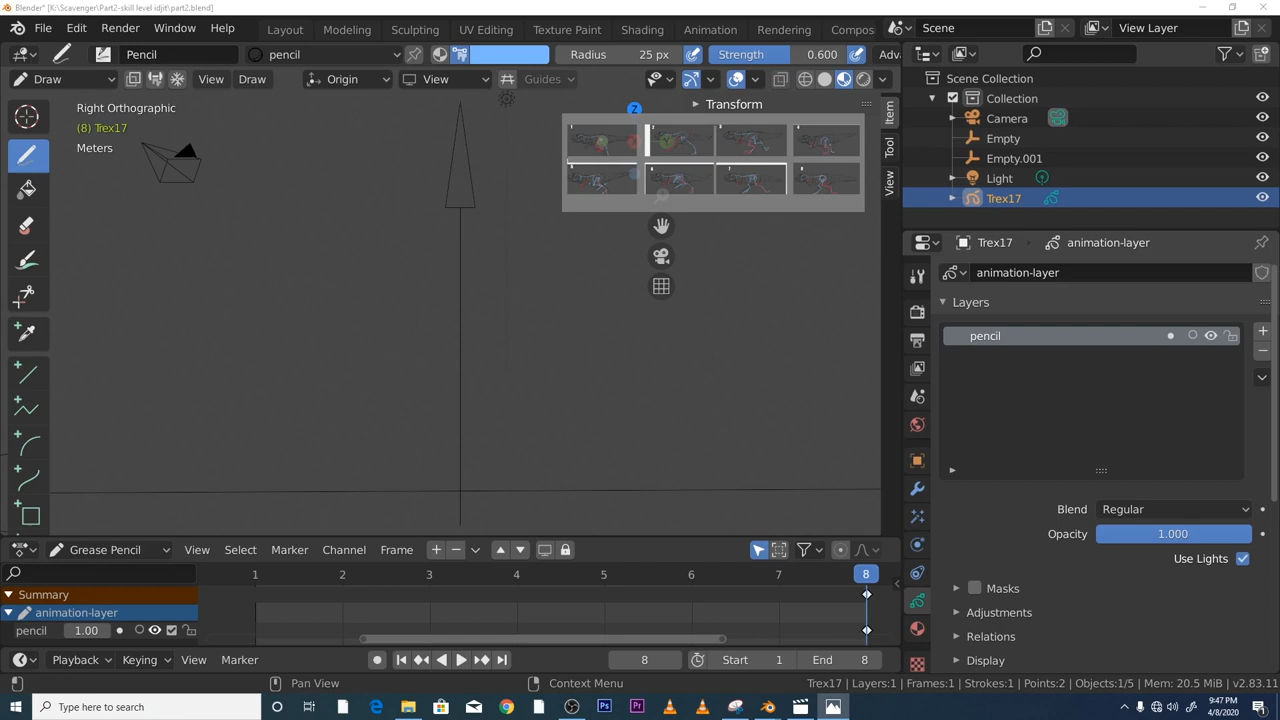 Blender* [K:\Scavenger\Part2-skill level idjit\part2.blend]
File Edit Render Window Help Layout Modeling Sculpting UV Editing Texture Paint Shading Animation Rendering Compos Scene View Layer
Pencil pencil Radius 25 px Strength 0.600 Adv
Draw View Draw Origin View Guides
Right Orthographic
(8) Trex17
Meters
Z
Transform
Item
Tool
View
Scene Collection
Collection
Camera
Empty
Empty.001
Light
Trex17
Trex17 animation-layer
animation-layer
Layers
pencil
Blend Regular
Opacity 1.000
Use Lights
Masks
Adjustments
Relations
Display
Grease Pencil View Select Marker Channel Frame
1 2 3 4 5 6 7 8
Summary
animation-layer
pencil 1.00
Playback Keying View Marker 8 Start 1 End 8
Pan View Context Menu Trex17 | Layers:1 | Frames:1 | Strokes:1 | Points:2 | Objects:1/5 | Mem: 20.5 MiB | v2.83.11
Type here to search
9:47 PM
4/8/2020